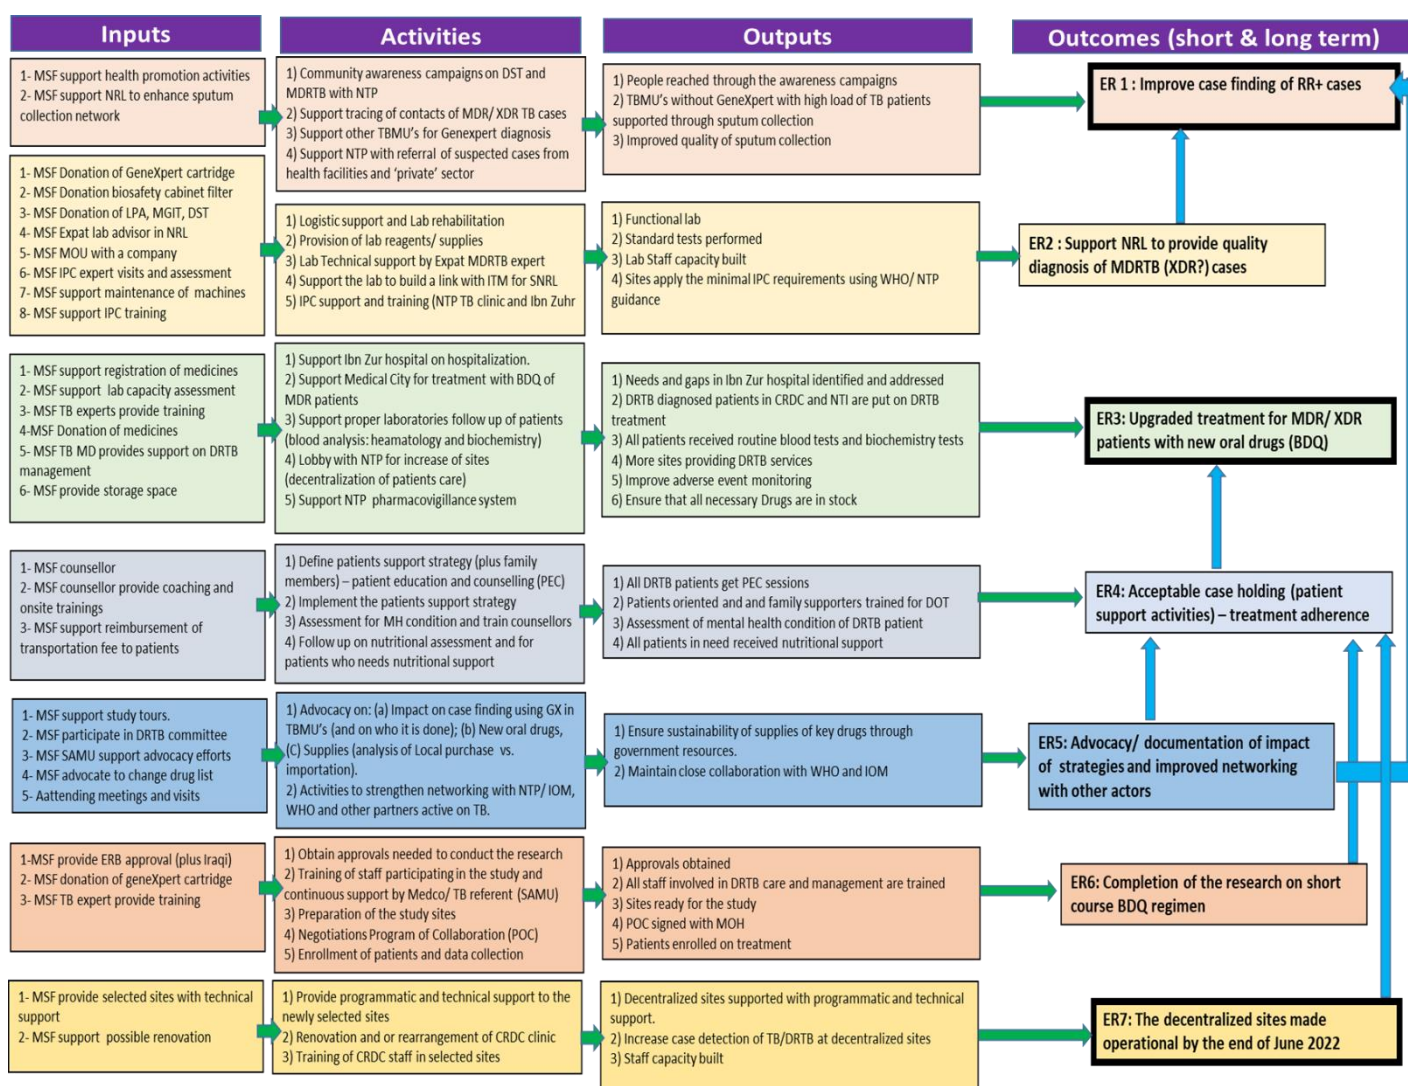 Inputs
Activities
Outputs
Outcomes (short & long term)
1- MSF support health promotion activities
2- MSF support NRL to enhance sputum
collection network
1) Community awareness campaigns on DST and
MDRTB with NTP
2) Support tracing of contacts of MDR/ XDR TB cases
3) Support other TBMU's for Genexpert diagnosis
4) Support NTP with referral of suspected cases from
health facilities and 'private' sector
1) People reached through the awareness campaigns
2) TBMU's without GeneXpert with high load of TB patients
supported through sputum collection
3) Improved quality of sputum collection
ER 1 : Improve case finding of RR+ cases
1- MSF Donation of GeneXpert cartridge
2- MSF Donation biosafety cabinet filter
3- MSF Donation of LPA, MGIT, DST
4- MSF Expat lab advisor in NRL
5- MSF MOU with a company
6- MSF IPC expert visits and assessment
7- MSF support maintenance of machines
8- MSF support IPC training
1) Logistic support and Lab rehabilitation
2) Provision of lab reagents/ supplies
3) Lab Technical support by Expat MDRTB expert
4) Support the lab to build a link with ITM for SNRL
5) IPC support and training (NTP TB clinic and Ibn Zuhr
1) Functional lab
2) Standard tests performed
3) Lab Staff capacity built
4) Sites apply the minimal IPC requirements using WHO/ NTP
guidance
ER2 : Support NRL to provide quality
diagnosis of MDRTB (XDR?) cases
1- MSF support registration of medicines
2- MSF support lab capacity assessment
3- MSF TB experts provide training
4-MSF Donation of medicines
5- MSF TB MD provides support on DRTB
management
6- MSF provide storage space
1) Support Ibn Zur hospital on hospitalization.
2) Support Medical City for treatment with BDQ of
MDR patients
3) Support proper laboratories follow up of patients
(blood analysis: heamatology and biochemistry)
4) Lobby with NTP for increase of sites
(decentralization of patients care)
5) Support NTP pharmacovigillance system
1) Needs and gaps in Ibn Zur hospital identified and addressed
2) DRTB diagnosed patients in CRDC and NTI are put on DRTB
treatment
3) All patients received routine blood tests and biochemistry tests
4) More sites providing DRTB services
5) Improve adverse event monitoring
6) Ensure that all necessary Drugs are in stock
ER3: Upgraded treatment for MDR/ XDR
patients with new oral drugs (BDQ)
1- MSF counsellor
2- MSF counsellor provide coaching and
onsite trainings
3- MSF support reimbursement of
transportation fee to patients
1) Define patients support strategy (plus family
members) – patient education and counselling (PEC)
2) Implement the patients support strategy
3) Assessment for MH condition and train counsellors
4) Follow up on nutritional assessment and for
patients who needs nutritional support
1) All DRTB patients get PEC sessions
2) Patients oriented and and family supporters trained for DOT
3) Assessment of mental health condition of DRTB patient
4) All patients in need received nutritional support
ER4: Acceptable case holding (patient
support activities) – treatment adherence
1- MSF support study tours.
2- MSF participate in DRTB committee
3- MSF SAMU support advocacy efforts
4- MSF advocate to change drug list
5- Aattending meetings and visits
1) Advocacy on: (a) Impact on case finding using GX in
TBMU's (and on who it is done); (b) New oral drugs,
(C) Supplies (analysis of Local purchase vs.
importation).
2) Activities to strengthen networking with NTP/ IOM,
WHO and other partners active on TB.
1) Ensure sustainability of supplies of key drugs through
government resources.
2) Maintain close collaboration with WHO and IOM
ER5: Advocacy/ documentation of impact
of strategies and improved networking
with other actors
1-MSF provide ERB approval (plus Iraqi)
2- MSF donation of geneXpert cartridge
3- MSF TB expert provide training
1) Obtain approvals needed to conduct the research
2) Training of staff participating in the study and
continuous support by Medco/ TB referent (SAMU)
3) Preparation of the study sites
4) Negotiations Program of Collaboration (POC)
5) Enrollment of patients and data collection
1) Approvals obtained
2) All staff involved in DRTB care and management are trained
3) Sites ready for the study
4) POC signed with MOH
5) Patients enrolled on treatment
ER6: Completion of the research on short
course BDQ regimen
1- MSF provide selected sites with technical
support
2- MSF support possible renovation
1) Provide programmatic and technical support to the
newly selected sites
2) Renovation and or rearrangement of CRDC clinic
3) Training of CRDC staff in selected sites
1) Decentralized sites supported with programmatic and technical
support.
2) Increase case detection of TB/DRTB at decentralized sites
3) Staff capacity built
ER7: The decentralized sites made
operational by the end of June 2022